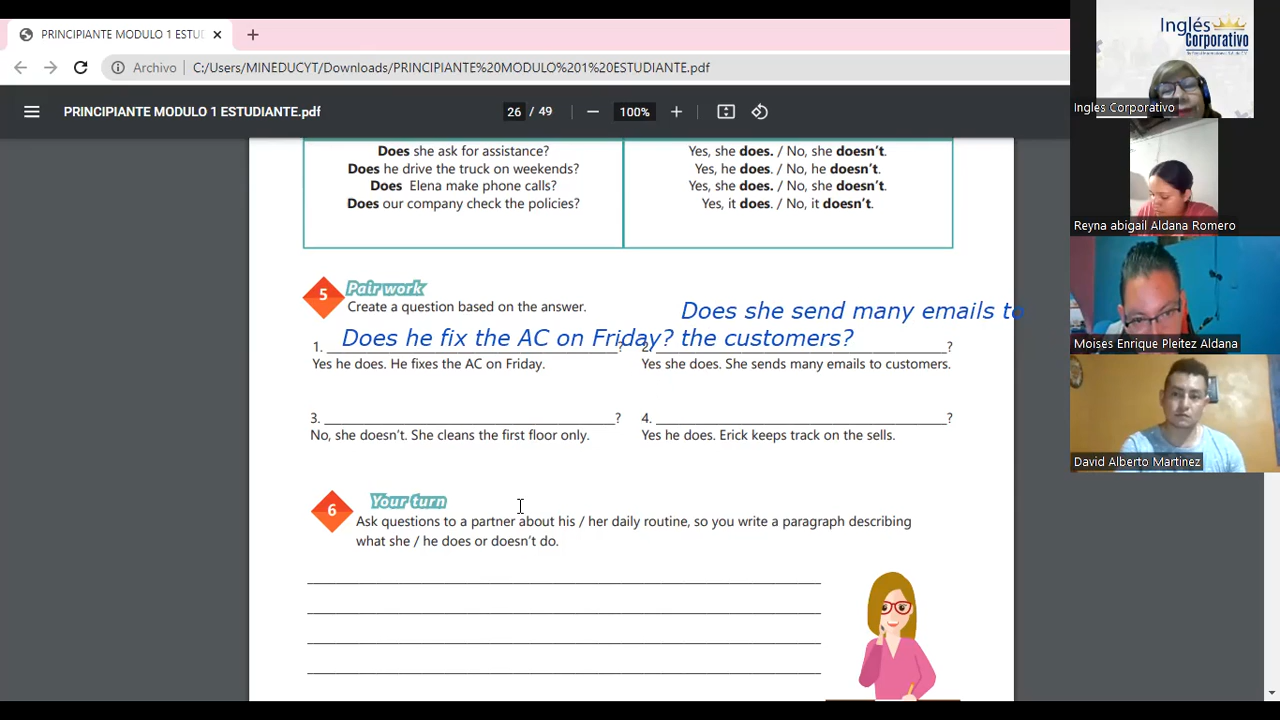 PRINCIPIANTE MODULO 1 ESTU
Archivo
C:/Users/MINEDUCYT/Downloads/PRINCIPIANTE%20MODULO%201%20ESTUDIANTE.pdf
PRINCIPIANTE MODULO 1 ESTUDIANTE.pdf
26 / 49
100%
Does she ask for assistance?
Yes, she does. / No, she doesn't.
Does he drive the truck on weekends?
Yes, he does. / No, he doesn't.
Does Elena make phone calls?
Yes, she does. / No, she doesn't.
Does our company check the policies?
Yes, it does. / No, it doesn't.
5 Pair work
Create a question based on the answer.
Does she send many emails to
Does he fix the AC on Friday?
the customers?
1. ?
2. ?
Yes he does. He fixes the AC on Friday.
Yes she does. She sends many emails to customers.
3. ?
4. ?
No, she doesn't. She cleans the first floor only.
Yes he does. Erick keeps track on the sells.
6 Your turn
Ask questions to a partner about his / her daily routine, so you write a paragraph describing
what she / he does or doesn't do.
Inglés
Corporativo
Ingles Corporativo
Reyna abigail Aldana Romero
Moises Enrique Pleitez Aldana
David Alberto Martinez